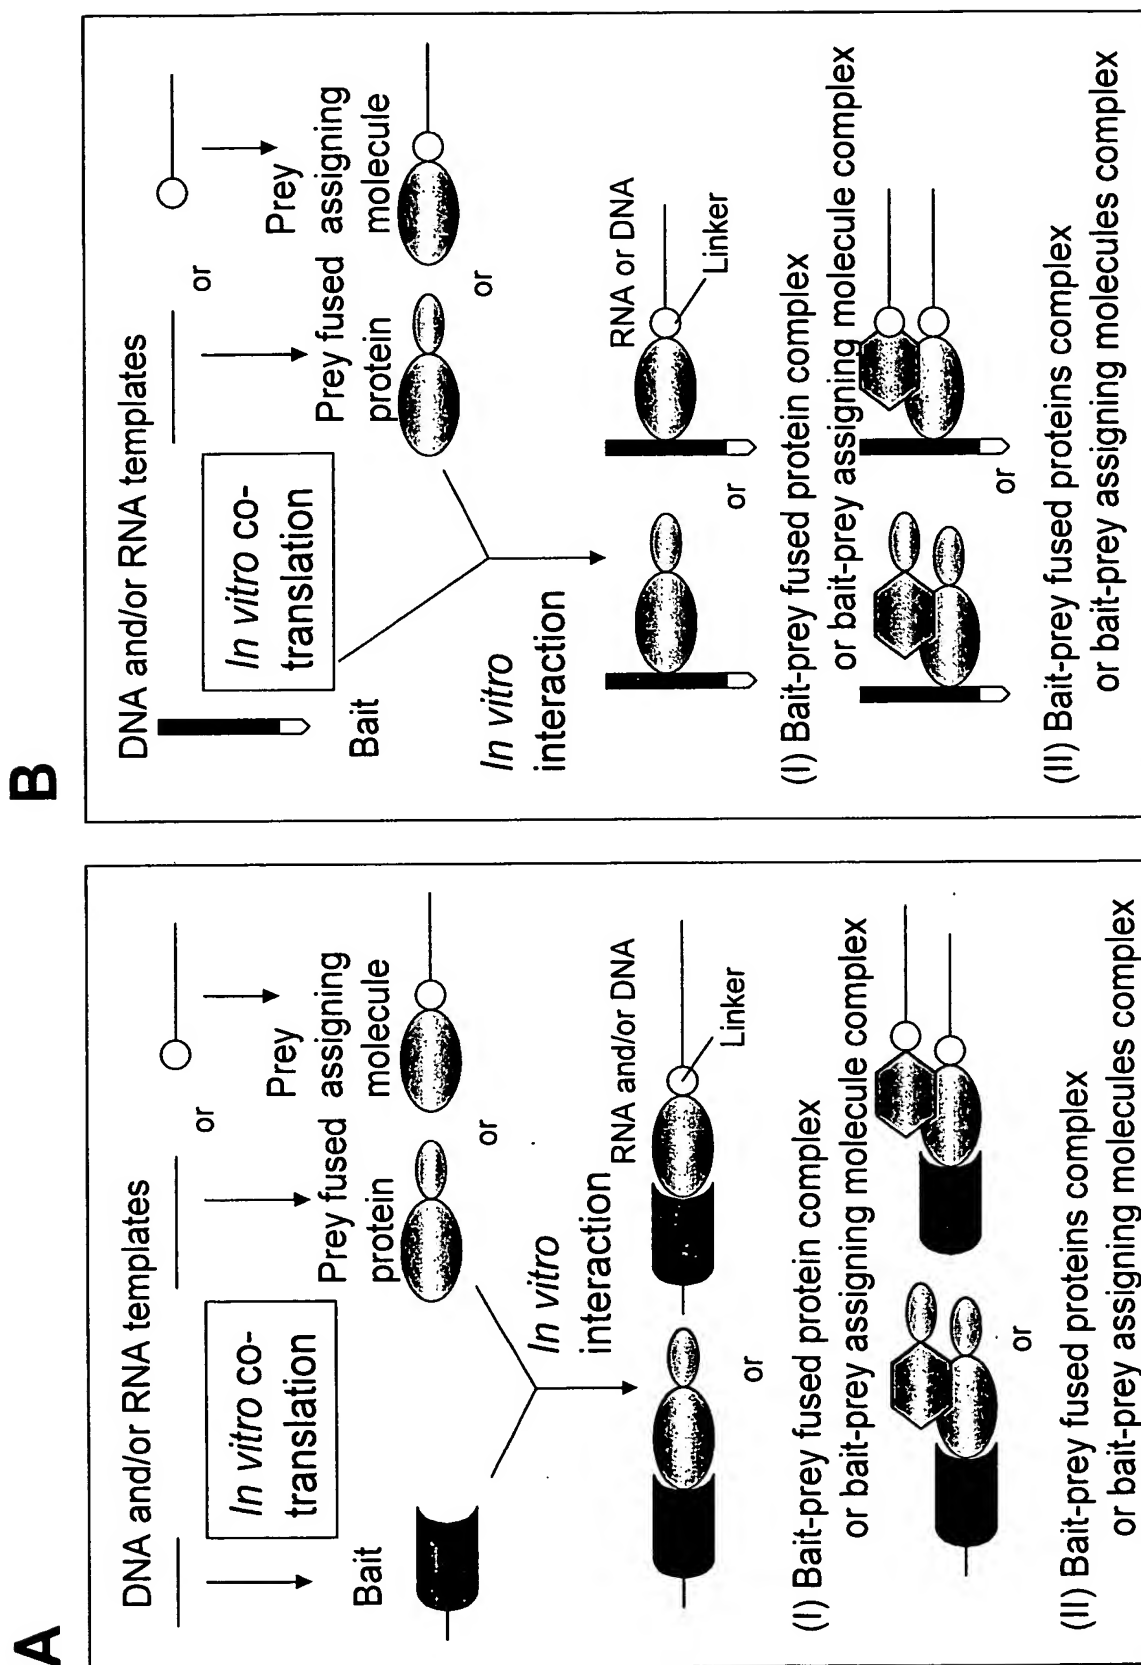 A
DNA and/or RNA templates
or
In vitro co-
translation
Bait
Prey fused
protein
Prey
assigning
molecule
or
In vitro
interaction
RNA and/or DNA
Linker
or
(I) Bait-prey fused protein complex
or bait-prey assigning molecule complex
or
(II) Bait-prey fused proteins complex
or bait-prey assigning molecules complex
B
DNA and/or RNA templates
or
In vitro co-
translation
Bait
Prey fused
protein
Prey
assigning
molecule
or
In vitro
interaction
RNA or DNA
Linker
or
(I) Bait-prey fused protein complex
or bait-prey assigning molecule complex
or
(II) Bait-prey fused proteins complex
or bait-prey assigning molecules complex